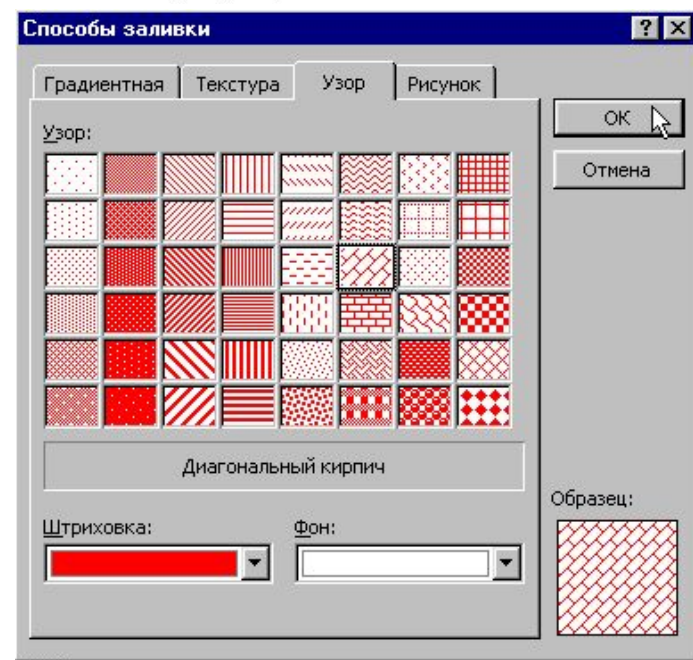 Способы заливки
Градиентная Текстура Узор Рисунок
Узор:
ОК
Отмена
Диагональный кирпич
Штриховка: Фон:
Образец: